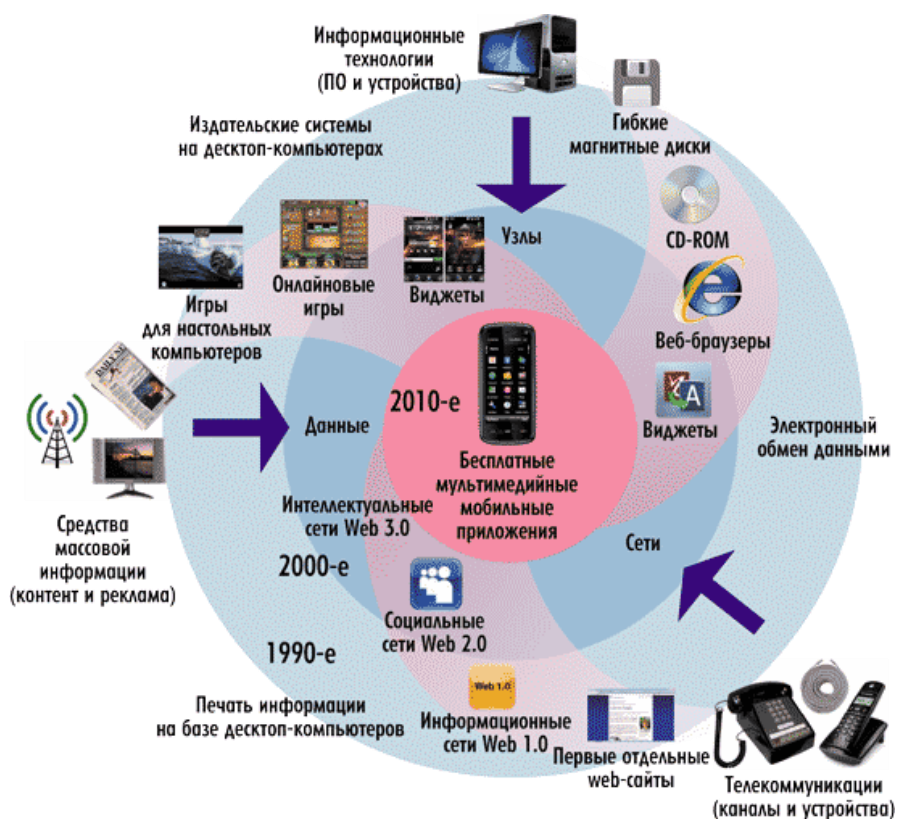 Информационные
технологии
(ПО и устройства)
Гибкие
магнитные диски
Издательские системы
на десктоп-компьютерах
CD-ROM
Узлы
Онлайновые
игры
Виджеты
Игры
для настольных
компьютеров
Веб-браузеры
DAILY NEWS
2010-е
Данные
A
Виджеты
Электронный
обмен данными
Бесплатные
мультимедийные
мобильные
приложения
Интеллектуальные
сети Web 3.0
Средства
массовой
информации
(контент и реклама)
Сети
2000-е
Социальные
сети Web 2.0
1990-е
Web 1.0
Печать информации
на базе десктоп-компьютеров
Информационные
сети Web 1.0
Первые отдельные
web-сайты
Телекоммуникации
(каналы и устройства)